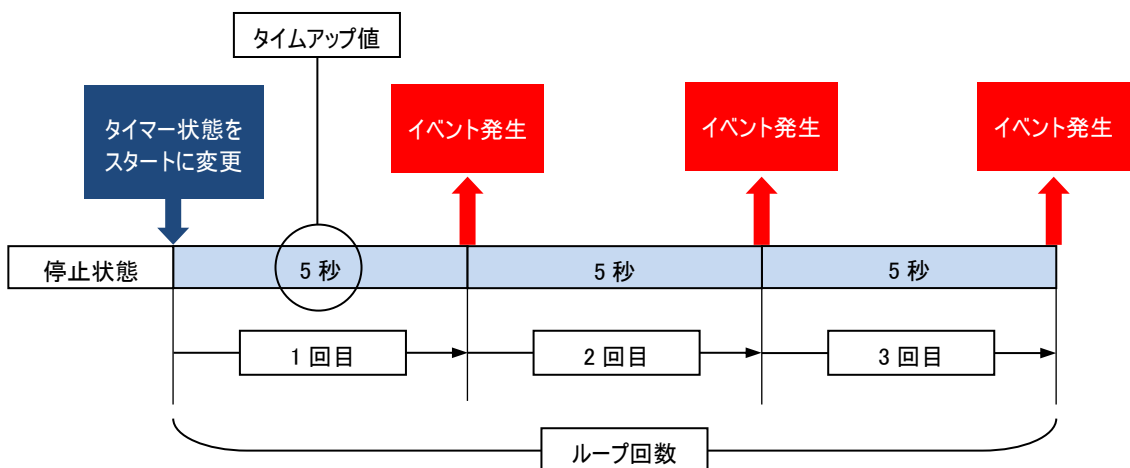 タイムアップ値
タイマー状態を
スタートに変更
イベント発生
イベント発生
イベント発生
停止状態
5 秒
5 秒
5 秒
1 回目
2 回目
3 回目
ループ回数